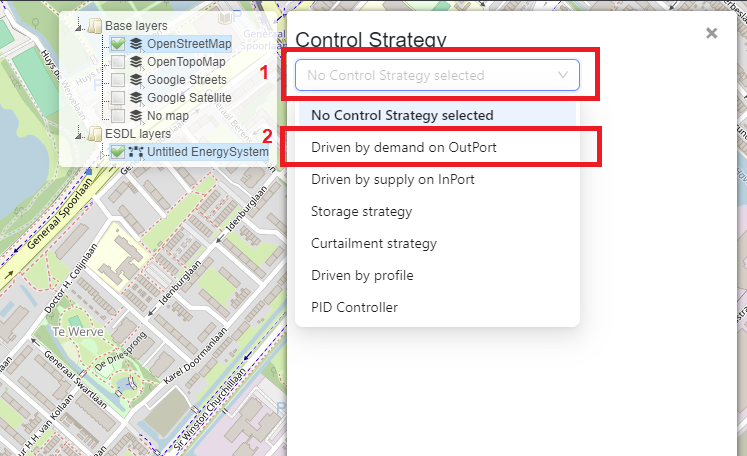 Base layers
OpenStreetMap
OpenTopoMap
Google Streets
Google Satellite
No map
ESDL layers
Untitled EnergySystem
1
2
Control Strategy
No Control Strategy selected
No Control Strategy selected
Driven by demand on OutPort
Driven by supply on InPort
Storage strategy
Curtailment strategy
Driven by profile
PID Controller
Generaal Spoorlaan
Generaal Spoorlaan
Idenburglaan
Idenburglaan
Doctor H. Colijnlaan
Te Werve
De Driesprong
Generaal Swartlaan
Karel Doormanlaan
Sir Winston Churchilllaan
H.H. van Kollaan